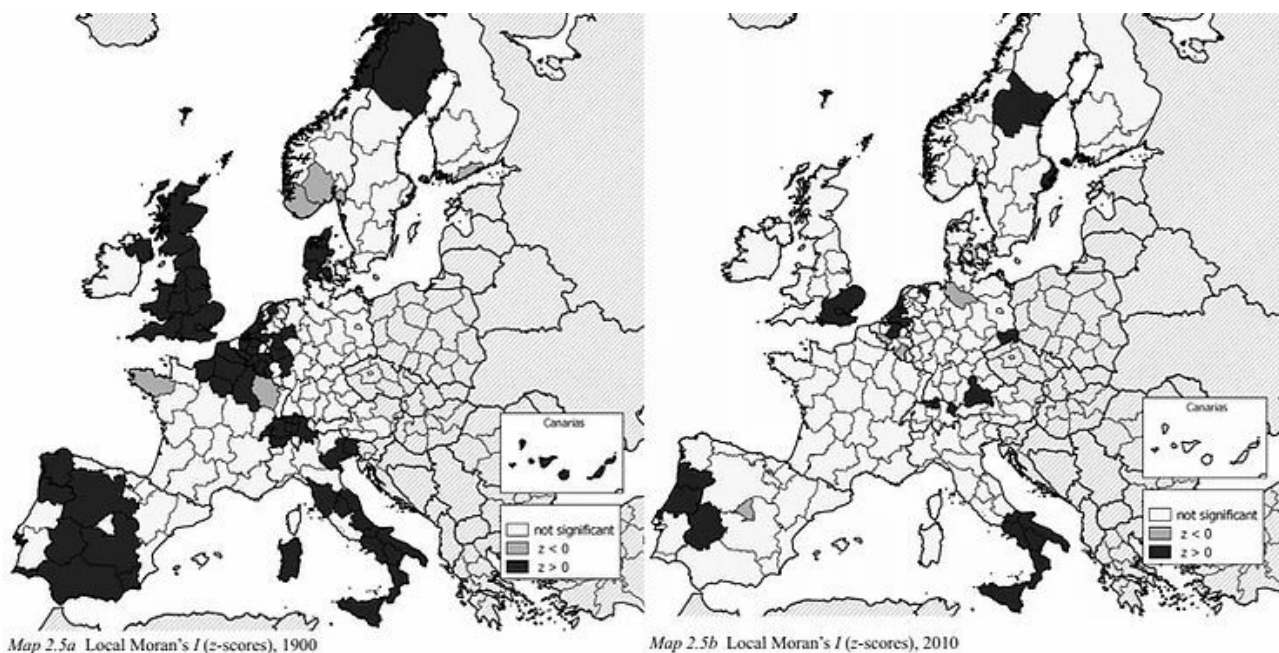 Canarias
not significant
z < 0
z > 0
Map 2.5a Local Moran's I (z-scores), 1900
Canarias
not significant
z < 0
z > 0
Map 2.5b Local Moran's I (z-scores), 2010